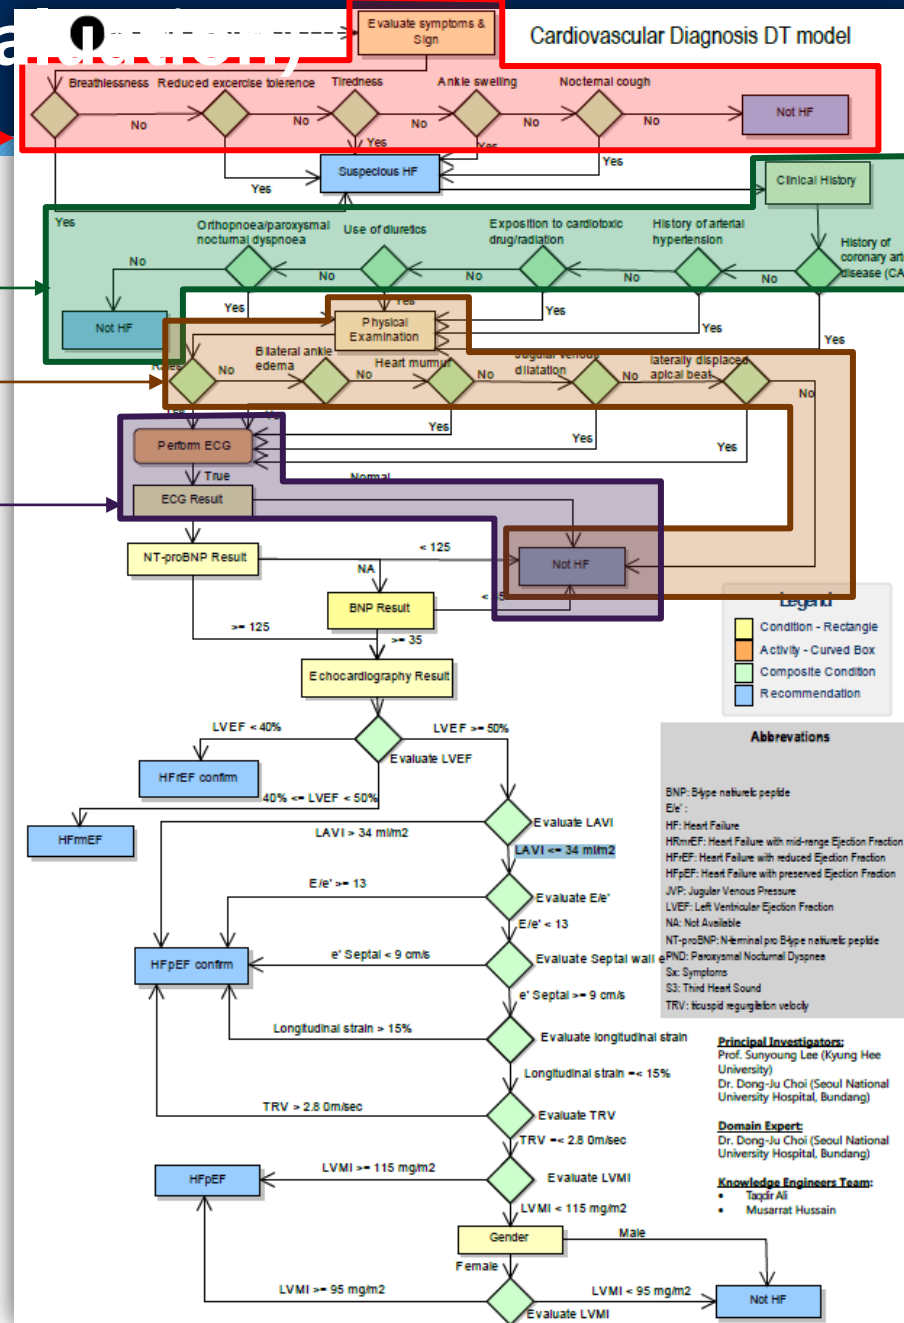 Evaluate symptoms &
Sign
Cardiovascular Diagnosis DT model
Breathlessness
Reduced excercise tolerence
Tiredness
Ankle swelling
Nocternal cough
No
No
No
No
No
Not HF
Yes
Yes
Yes
Yes
Suspecious HF
Yes
Clinical History
Orthopnoea/paroxysmal
nocturnal dyspnoea
Use of diuretics
Exposition to cardiotoxic
drug/radiation
History of arterial
hypertension
History of
coronary arte
disease (CA
No
No
No
No
No
Yes
Yes
Yes
Yes
Yes
Not HF
Physical
Examination
Bilateral ankle
edema
Heart murmur
Jugular venous
dilatation
laterally displaced
apical beat
No
No
No
No
No
Yes
Yes
Yes
Yes
Perform ECG
True
Normal
ECG Result
NT-proBNP Result
< 125
NA
Not HF
BNP Result
>= 125
>= 35
Echocardiography Result
Legend
Condition - Rectangle
Activity - Curved Box
Composite Condition
Recommendation
LVEF < 40%
LVEF >= 50%
Evaluate LVEF
HFrEF confirm
40% <= LVEF < 50%
HFmEF
LAVI > 34 ml/m2
Evaluate LAVI
LAVI <= 34 ml/m2
E/e' >= 13
Evaluate E/e'
E/e' < 13
HFpEF confirm
e' Septal < 9 cm/s
Evaluate Septal wall e
e' Septal >= 9 cm/s
Longitudinal strain > 15%
Evaluate longitudinal strain
Longitudinal strain =< 15%
TRV > 2.8 0m/sec
Evaluate TRV
TRV =< 2.8 0m/sec
HFpEF
LVMI >= 115 mg/m2
Evaluate LVMI
LVMI < 115 mg/m2
Gender
Male
Female
LVMI >= 95 mg/m2
LVMI < 95 mg/m2
Not HF
Evaluate LVMI
Abbrevations
BNP: B-type natiuretic peptide
E/e' :
HF: Heart Failure
HRmrEF: Heart Failure with mid-range Ejection Fraction
HFrEF: Heart Failure with reduced Ejection Fraction
HFpEF: Heart Failure with preserved Ejection Fraction
JVP: Jugular Venous Pressure
LVEF: Left Ventricular Ejection Fraction
NA: Not Available
NT-proBNP: N-terminal pro B-type natiuretic peptide
PND: Paroxysmal Nocturnal Dyspnea
Sx: Symptoms
S3: Third Heart Sound
TRV: tricuspid regurgitation velocity
Principal Investigators:
Prof. Sunyoung Lee (Kyung Hee
University)
Dr. Dong-Ju Choi (Seoul National
University Hospital, Bundang)
Domain Expert:
Dr. Dong-Ju Choi (Seoul National
University Hospital, Bundang)
Knowledge Engineers Team:
• Taqdir Ali
• Musarrat Hussain